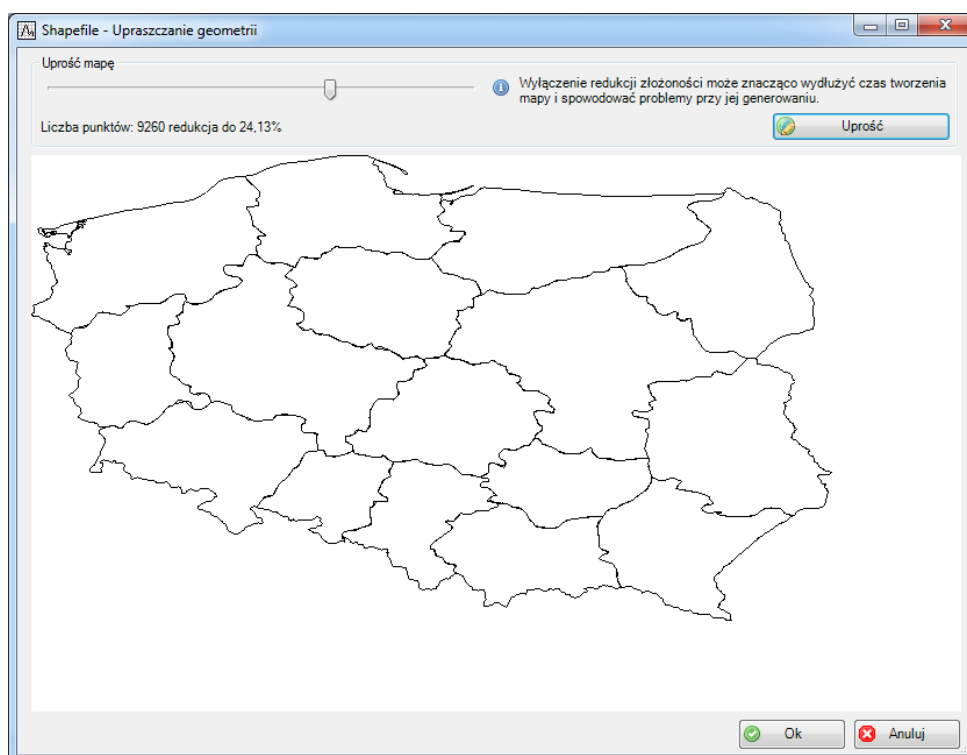 Shapefile - Upraszczanie geometrii
Uprość mapę
Wyłączenie redukcji złożoności może znacząco wydłużyć czas tworzenia
mapy i spowodować problemy przy jej generowaniu.
Liczba punktów: 9260 redukcja do 24,13%
Uprość
Ok
Anuluj